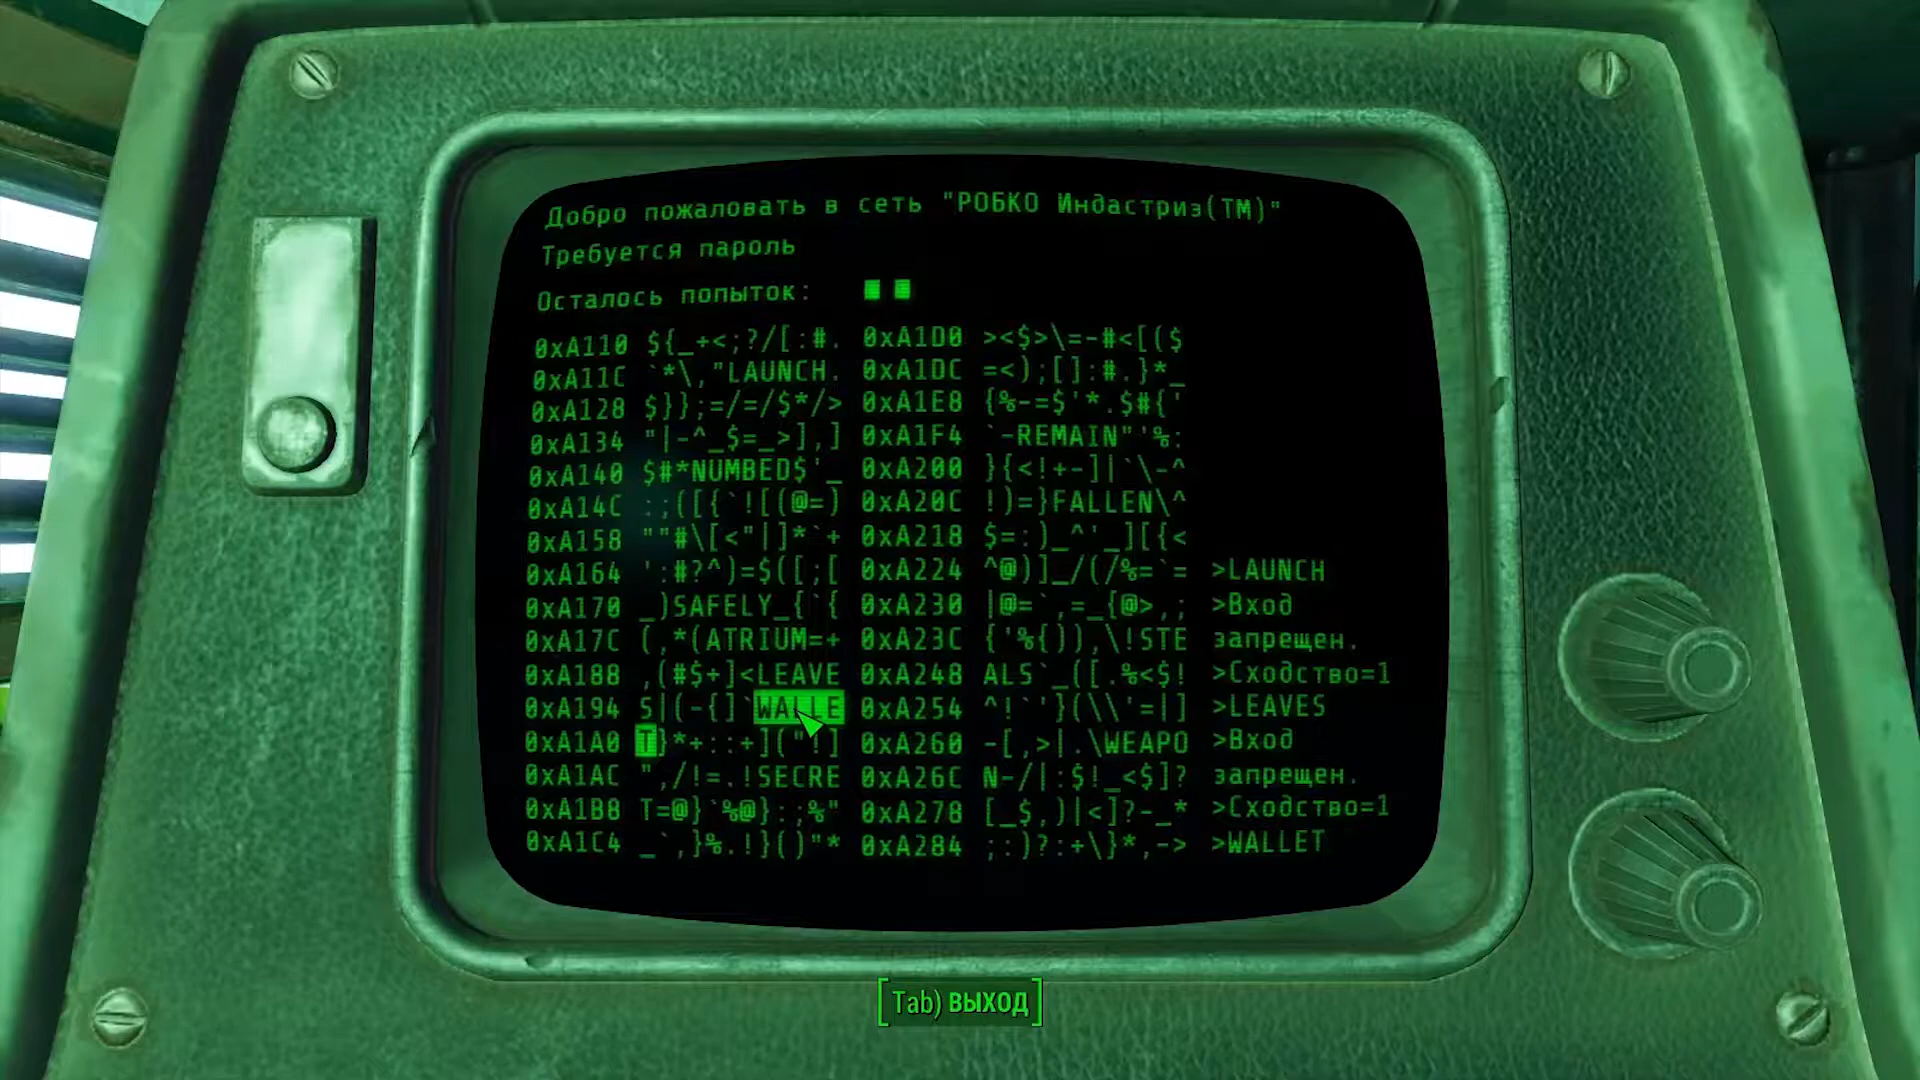 Добро пожаловать в сеть "РОБКО Индастриз(ТМ)"
Требуется пароль
Осталось попыток:
0xA110 ${_+<;?/[:#. 0xA1D0 ><$>\=-#<[($
0xA11C `*\,"LAUNCH. 0xA1DC =<);[]:#.}*_
0xA128 $}};=/=/$*/> 0xA1E8 {%-=$'*.$#{'
0xA134 "|-^_$=_>],] 0xA1F4 `-REMAIN"'%:
0xA140 $#*NUMBED$'_ 0xA200 }{<!+-]|`\-^
0xA14C :;([{`![(@=) 0xA20C !)=}FALLEN\^
0xA158 ""#\[<"|]*`+ 0xA218 $=:)_^'_][{<
0xA164 ':#?^)=$([;[ 0xA224 ^@)]_/(/%=`= >LAUNCH
0xA170 _)SAFELY_{`{ 0xA230 |@=`,=_{@>,; >Вход
0xA17C (,*(ATRIUM=+ 0xA23C {'%{)),\!STE запрещен.
0xA188 ,(#$+]<LEAVE 0xA248 ALS`_([.%<$! >Сходство=1
0xA194 S|(-{]`WALLE 0xA254 ^!`'}(\\'=|] >LEAVES
0xA1A0 T}*+::+]("!] 0xA260 -[,>|.\WEAPO >Вход
0xA1AC ",/!=.!SECRE 0xA26C N-/|:$!_<$]? запрещен.
0xA1B8 T=@}`%@}:;%" 0xA278 [_$,)|<]?-_* >Сходство=1
0xA1C4 _`,}%.!}()"* 0xA284 ;:)?:+\}*,-> >WALLET
[Tab) ВЫХОД]